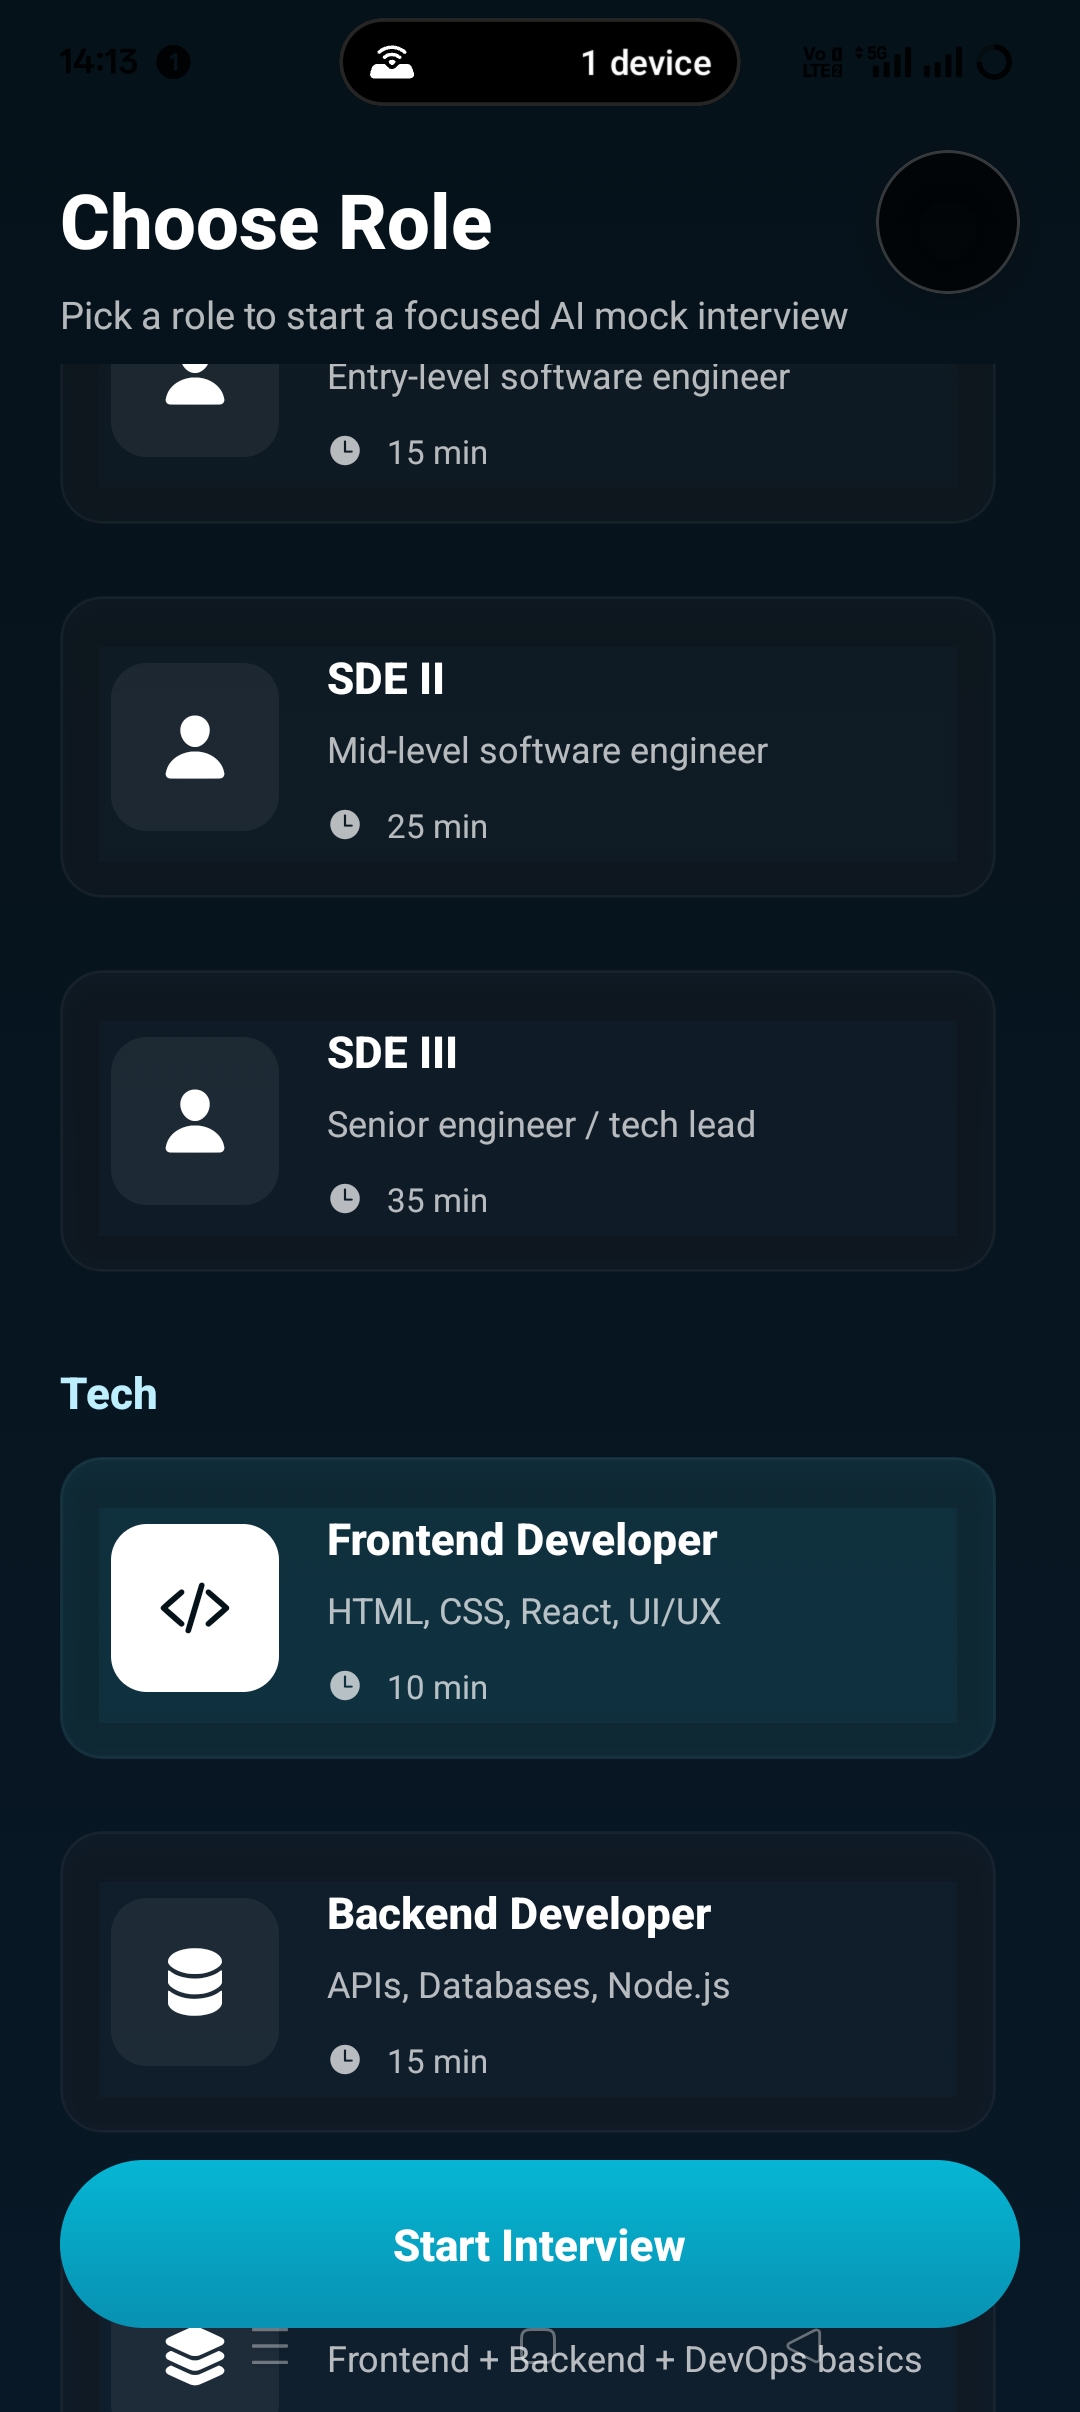 14:13
1
1 device
Vo
LTE2
5G
Choose Role
Pick a role to start a focused AI mock interview
Entry-level software engineer
15 min
SDE II
Mid-level software engineer
25 min
SDE III
Senior engineer / tech lead
35 min
Tech
Frontend Developer
HTML, CSS, React, UI/UX
10 min
Backend Developer
APIs, Databases, Node.js
15 min
Start Interview
Frontend + Backend + DevOps basics